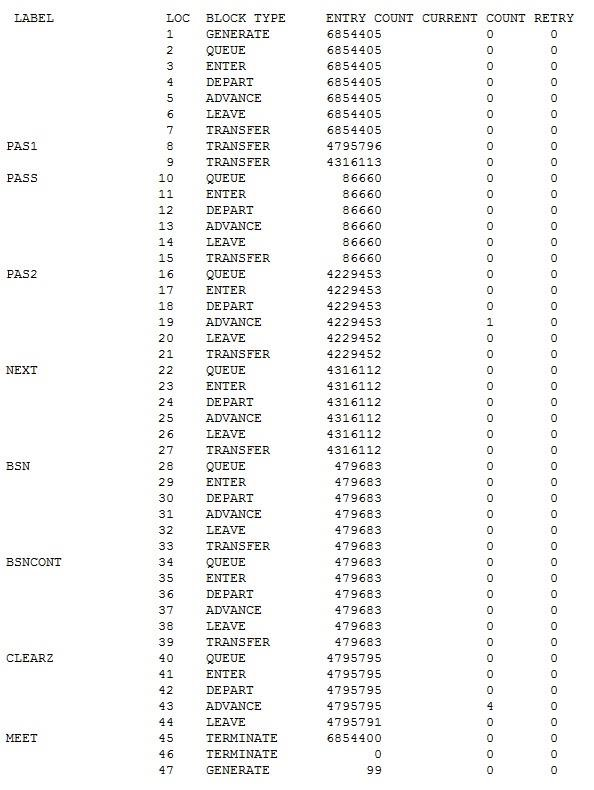 LABEL LOC BLOCK TYPE ENTRY COUNT CURRENT COUNT RETRY
1 GENERATE 6854405 0 0
2 QUEUE 6854405 0 0
3 ENTER 6854405 0 0
4 DEPART 6854405 0 0
5 ADVANCE 6854405 0 0
6 LEAVE 6854405 0 0
7 TRANSFER 6854405 0 0
PAS1 8 TRANSFER 4795796 0 0
9 TRANSFER 4316113 0 0
PASS 10 QUEUE 86660 0 0
11 ENTER 86660 0 0
12 DEPART 86660 0 0
13 ADVANCE 86660 0 0
14 LEAVE 86660 0 0
15 TRANSFER 86660 0 0
PAS2 16 QUEUE 4229453 0 0
17 ENTER 4229453 0 0
18 DEPART 4229453 0 0
19 ADVANCE 4229453 1 0
20 LEAVE 4229452 0 0
21 TRANSFER 4229452 0 0
NEXT 22 QUEUE 4316112 0 0
23 ENTER 4316112 0 0
24 DEPART 4316112 0 0
25 ADVANCE 4316112 0 0
26 LEAVE 4316112 0 0
27 TRANSFER 4316112 0 0
BSN 28 QUEUE 479683 0 0
29 ENTER 479683 0 0
30 DEPART 479683 0 0
31 ADVANCE 479683 0 0
32 LEAVE 479683 0 0
33 TRANSFER 479683 0 0
BSNCONT 34 QUEUE 479683 0 0
35 ENTER 479683 0 0
36 DEPART 479683 0 0
37 ADVANCE 479683 0 0
38 LEAVE 479683 0 0
39 TRANSFER 479683 0 0
CLEARZ 40 QUEUE 4795795 0 0
41 ENTER 4795795 0 0
42 DEPART 4795795 0 0
43 ADVANCE 4795795 4 0
44 LEAVE 4795791 0 0
MEET 45 TERMINATE 6854400 0 0
46 TERMINATE 0 0 0
47 GENERATE 99 0 0